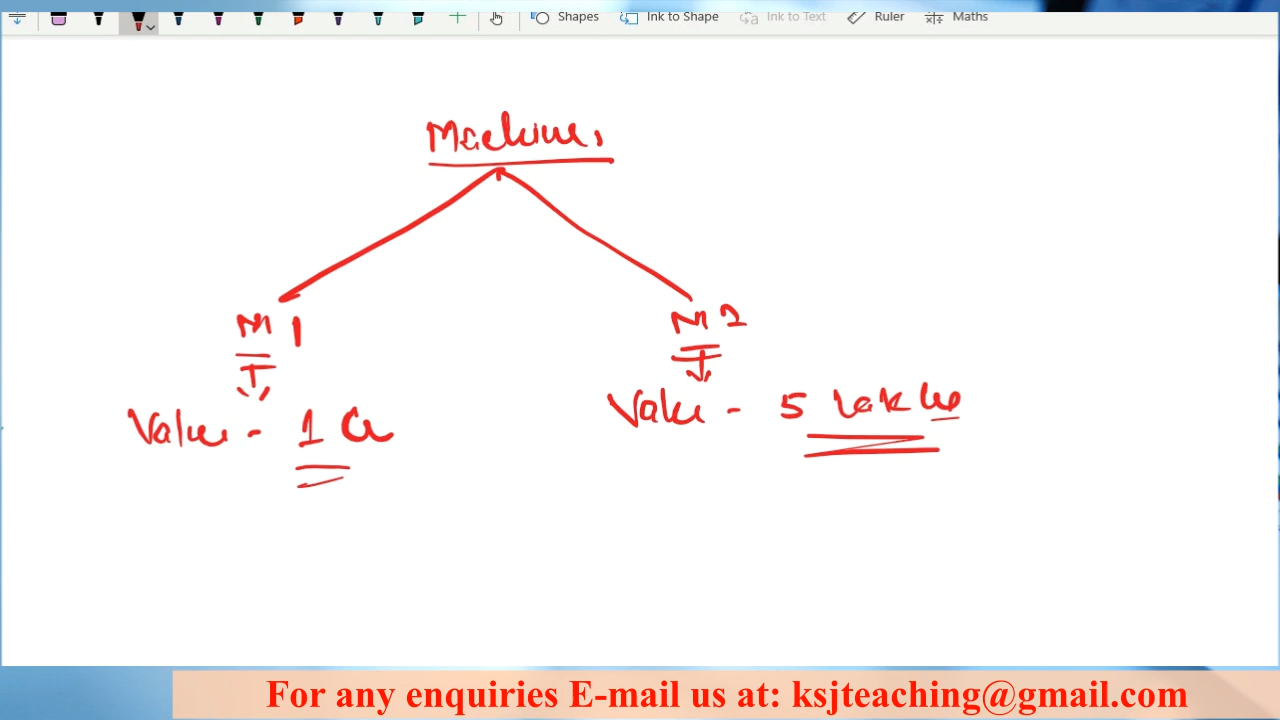 Shapes Ink to Shape Ink to Text Ruler Maths
Machines
M 1 M 2
Value - 1 Cr Value - 5 lakhs
For any enquiries E-mail us at: ksjteaching@gmail.com